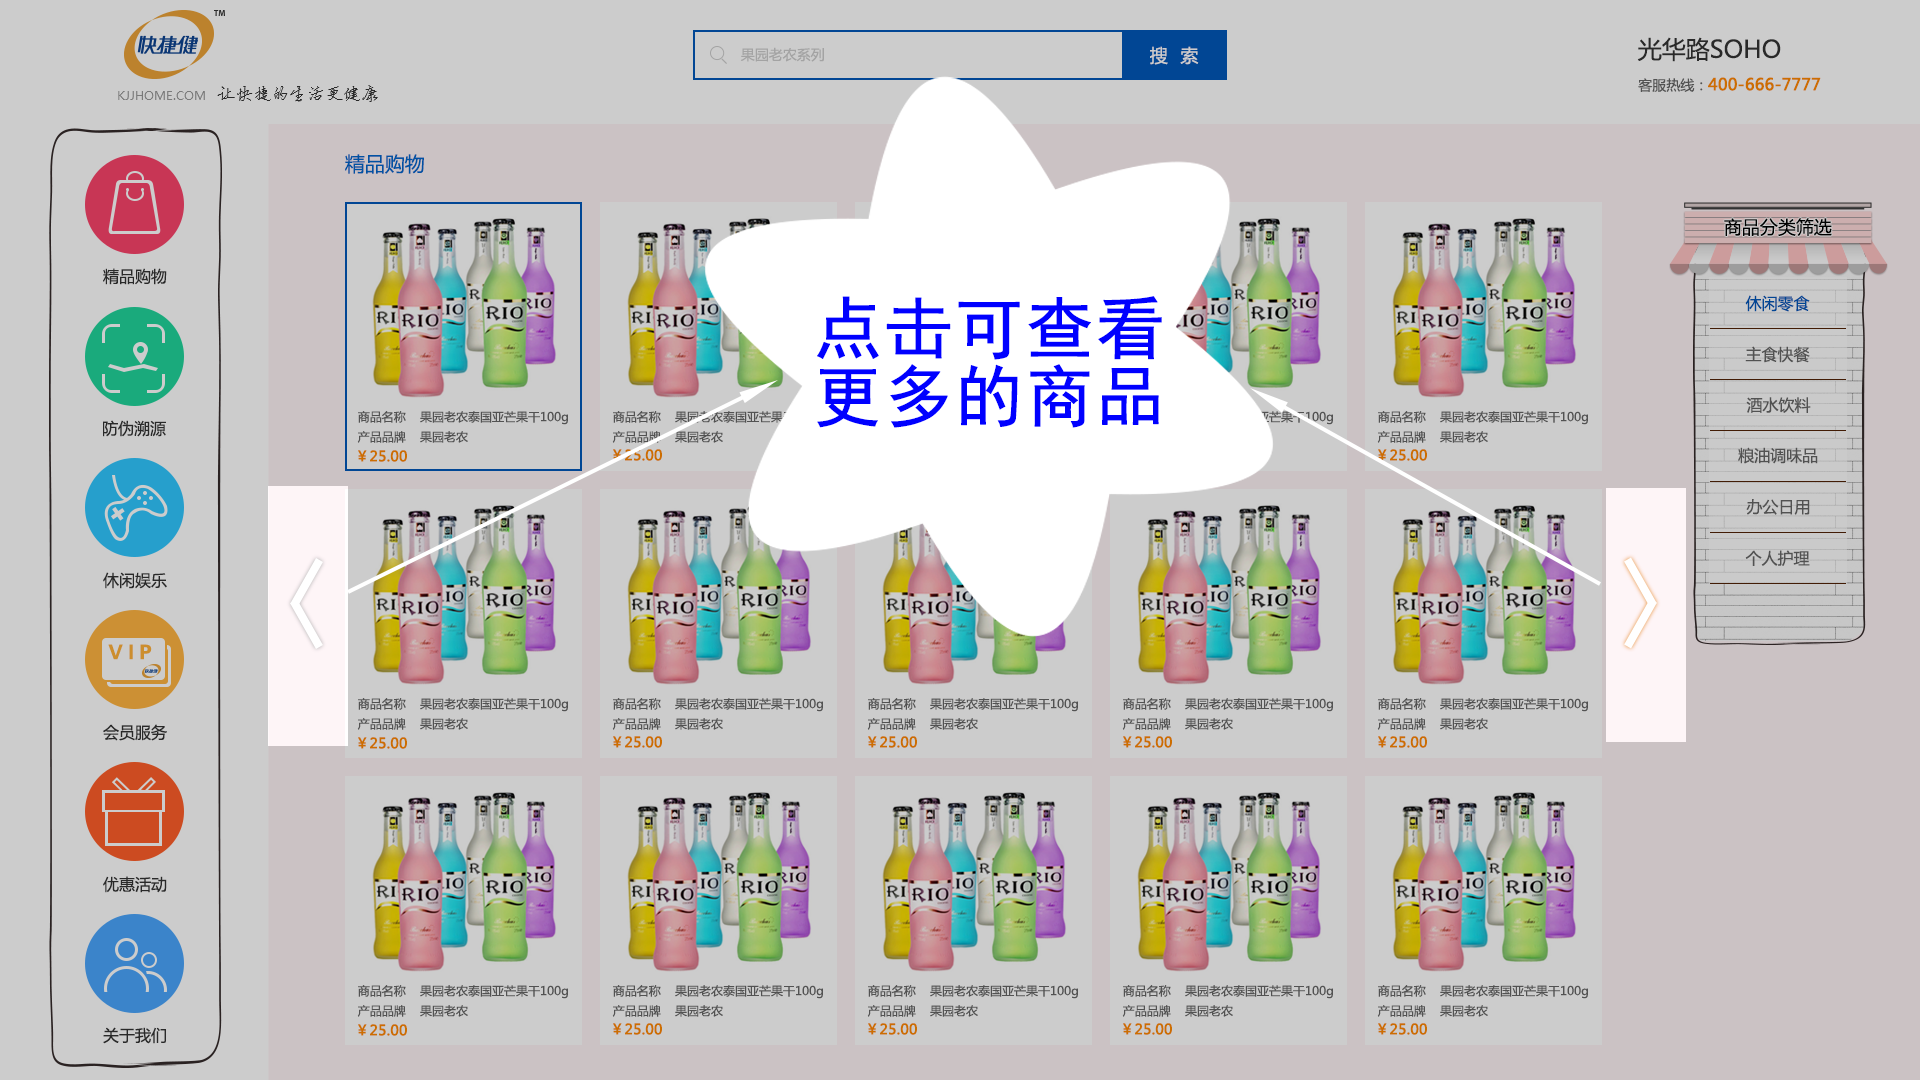 快捷健 TM
KJJHOME.COM 让快捷的生活更健康
果园老农系列
搜 索
光华路SOHO
客服热线：400-666-7777
精品购物
防伪溯源
休闲娱乐
VIP
快捷健
会员服务
优惠活动
关于我们
精品购物
点击可查看
更多的商品
RIO RIO RIO RIO
商品名称 果园老农泰国亚芒果干100g
产品品牌 果园老农
¥25.00
商品名称 果园老农泰国亚芒
产品品牌 果园老农
¥25.00
亚芒果干100g
商品名称 果园老农泰国亚芒果干100g
产品品牌 果园老农
¥25.00
商品名称 果园老农泰国亚芒果干100g
产品品牌 果园老农
¥25.00
商品名称 果园老农泰国亚芒果干100g
产品品牌 果园老农
¥25.00
商品名称 果园老农泰国亚芒果干100g
产品品牌 果园老农
¥25.00
商品名称 果园老农泰国亚芒果干100g
产品品牌 果园老农
¥25.00
商品名称 果园老农泰国亚芒果干100g
产品品牌 果园老农
¥25.00
商品名称 果园老农泰国亚芒果干100g
产品品牌 果园老农
¥25.00
商品名称 果园老农泰国亚芒果干100g
产品品牌 果园老农
¥25.00
商品名称 果园老农泰国亚芒果干100g
产品品牌 果园老农
¥25.00
商品名称 果园老农泰国亚芒果干100g
产品品牌 果园老农
¥25.00
商品名称 果园老农泰国亚芒果干100g
产品品牌 果园老农
¥25.00
商品分类筛选
休闲零食
主食快餐
酒水饮料
粮油调味品
办公日用
个人护理